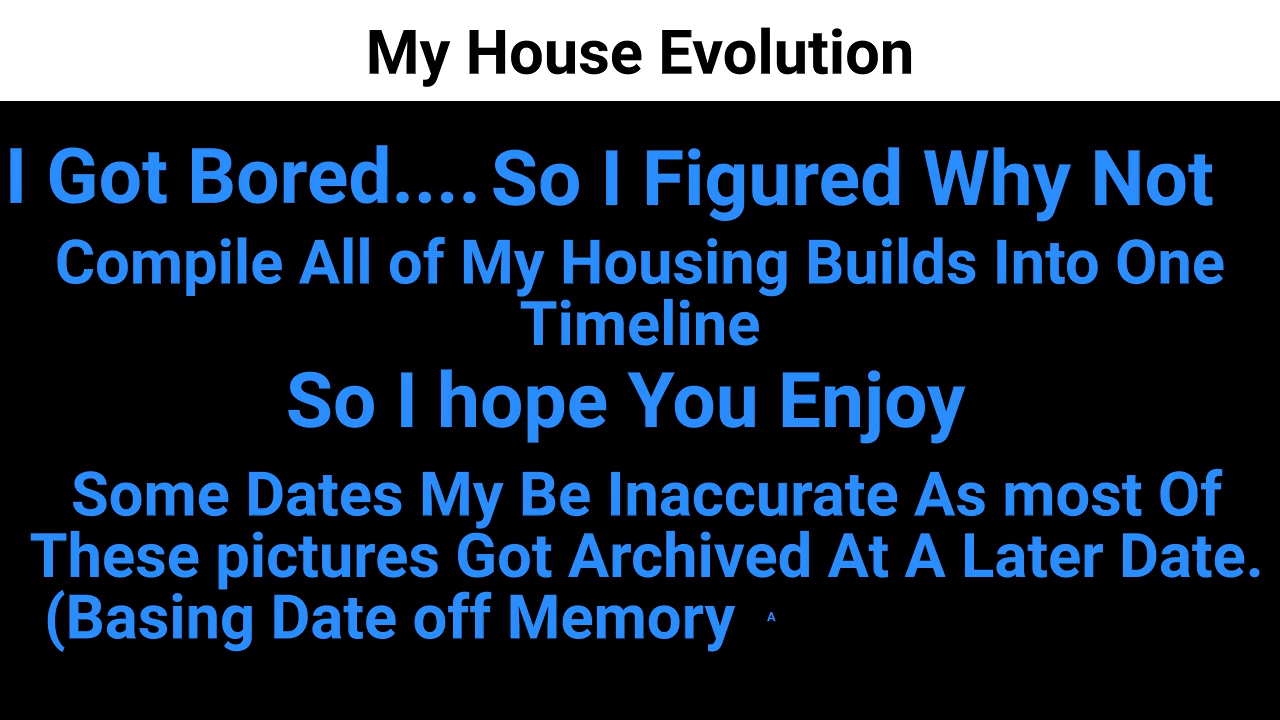 My House Evolution
I Got Bored.... So I Figured Why Not
Compile All of My Housing Builds Into One
Timeline
So I hope You Enjoy
Some Dates My Be Inaccurate As most Of
These pictures Got Archived At A Later Date.
(Basing Date off Memory A